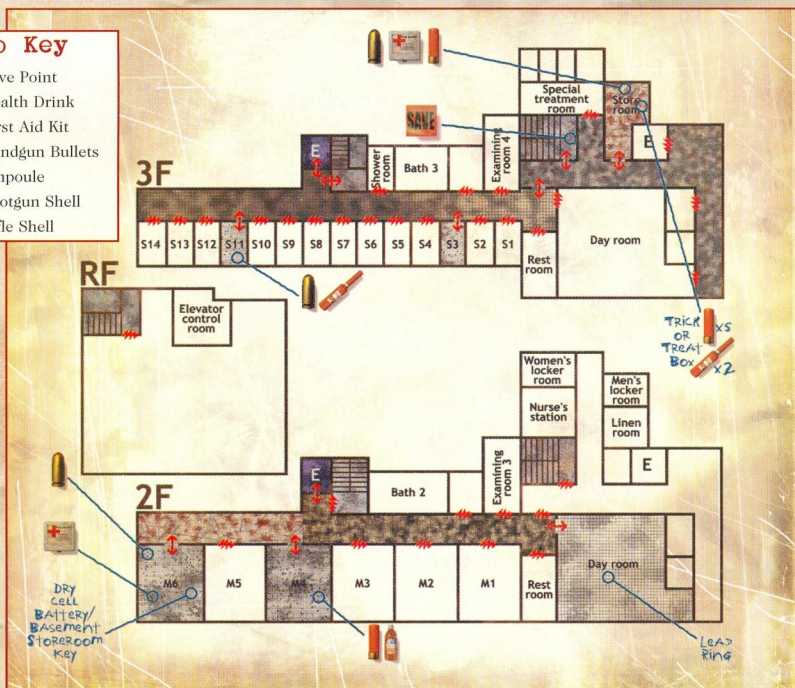 Key
ve Point
ealth Drink
rst Aid Kit
ndgun Bullets
mpoule
otgun Shell
fle Shell
3F
E
Shower
room
Bath 3
Examining
room 4
Special
treatment
room
Store
room
SAVE
E
S14
S13
S12
S11
S10
S9
S8
S7
S6
S5
S4
S3
S2
S1
Rest
room
Day room
TRICK
OR
TREAT
BOX
x5
x2
RF
Elevator
control
room
Women's
locker
room
Nurse's
station
Men's
locker
room
Linen
room
E
2F
E
Bath 2
Examining
room 3
M6
M5
M4
M3
M2
M1
Rest
room
Day room
DRY
CELL
BATTERY/
BASEMENT
STOREROOM
KEY
LEAD
RING